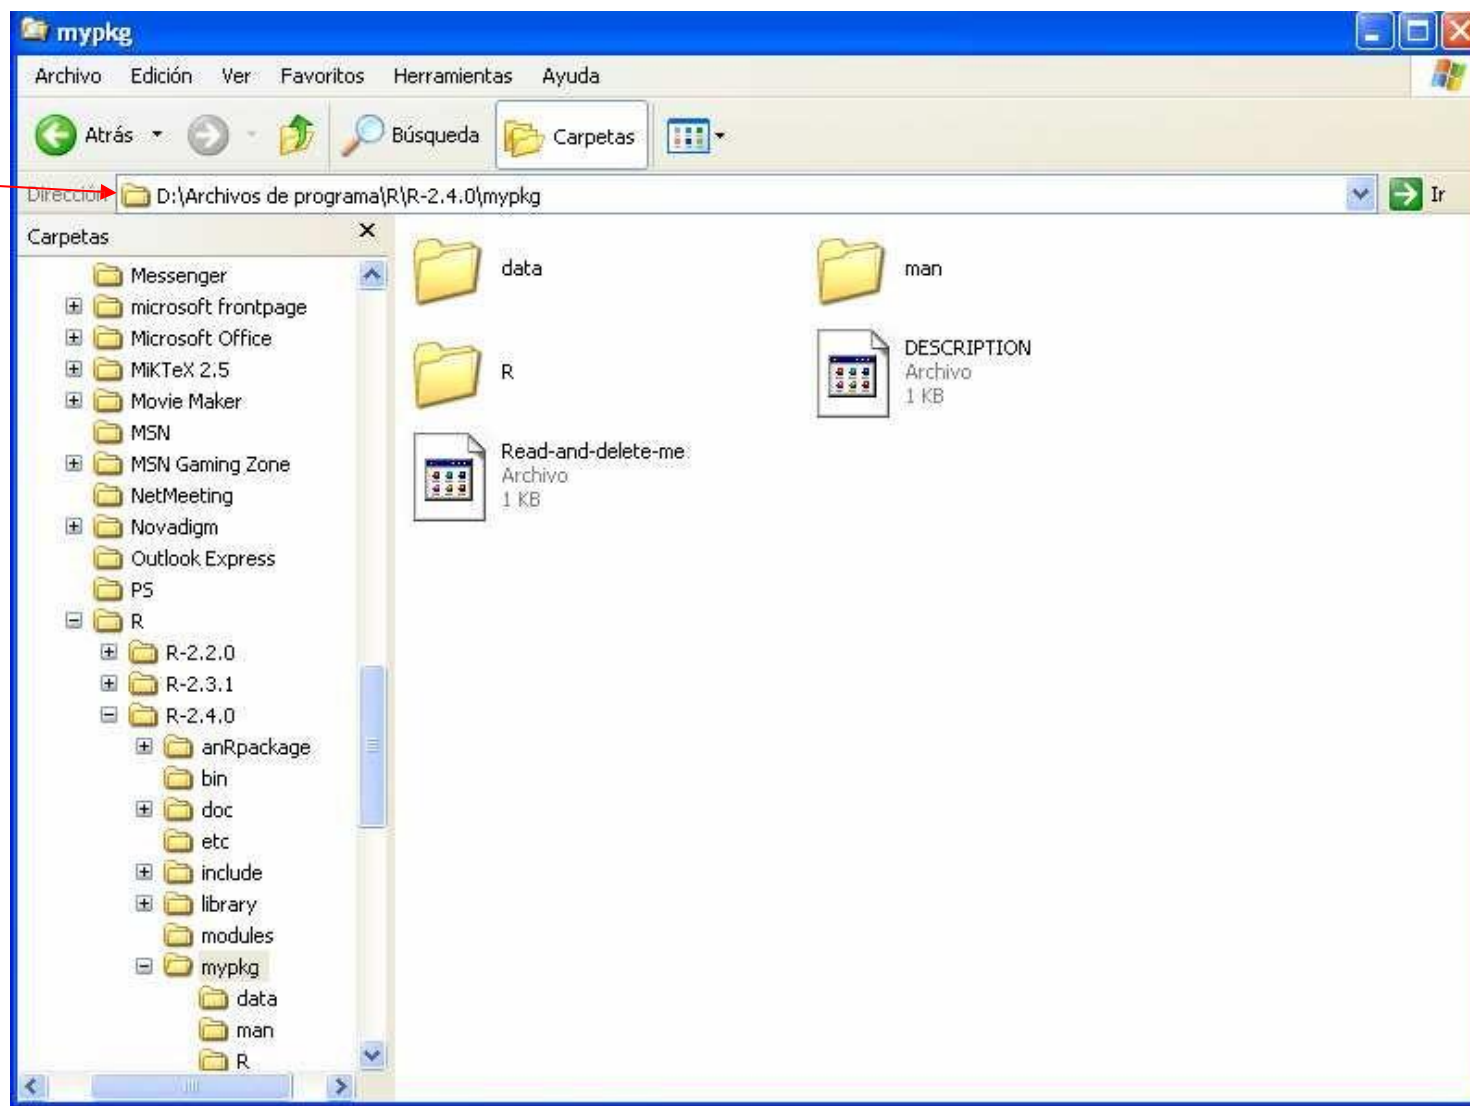 mypkg
Archivo Edición Ver Favoritos Herramientas Ayuda
Atrás Búsqueda Carpetas
Dirección D:\Archivos de programa\R\R-2.4.0\mypkg Ir
Carpetas
Messenger
microsoft frontpage
Microsoft Office
MiKTeX 2.5
Movie Maker
MSN
MSN Gaming Zone
NetMeeting
Novadigm
Outlook Express
PS
R
R-2.2.0
R-2.3.1
R-2.4.0
anRpackage
bin
doc
etc
include
library
modules
mypkg
data
man
R
data
man
R
DESCRIPTION
Archivo
1 KB
Read-and-delete-me
Archivo
1 KB